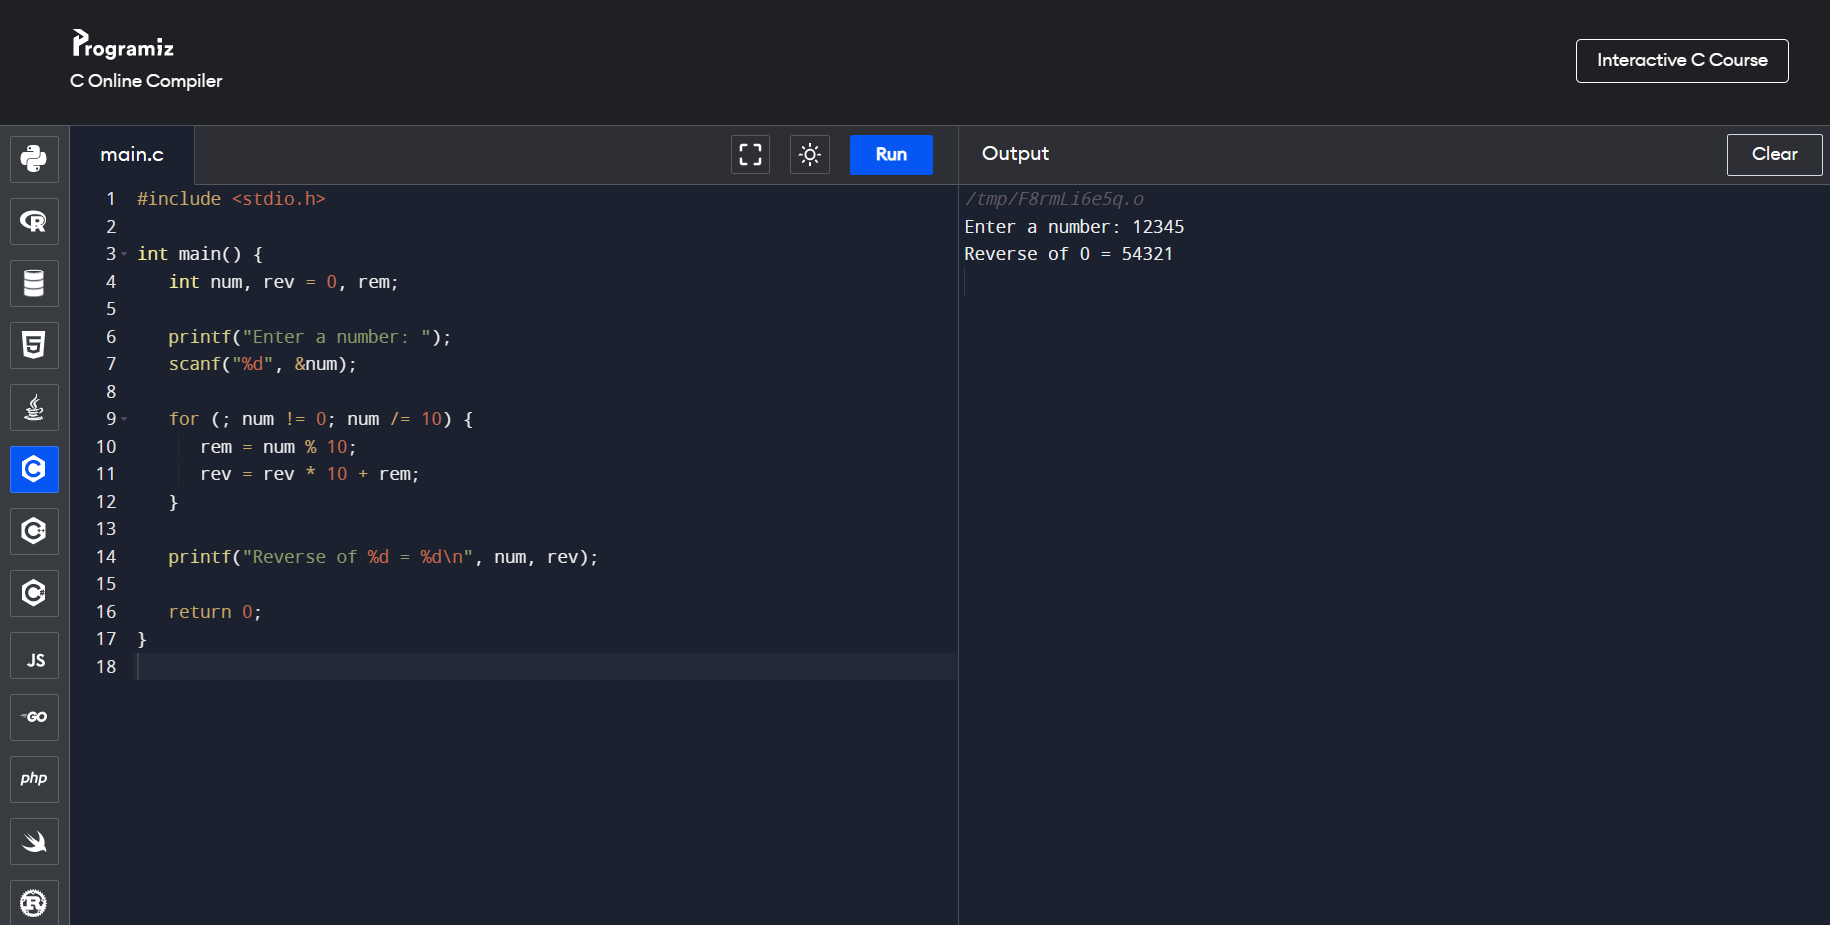 Programiz
C Online Compiler
Interactive C Course
main.c
Run
Output
Clear
1 #include <stdio.h>
2
3 int main() {
4    int num, rev = 0, rem;
5
6    printf("Enter a number: ");
7    scanf("%d", &num);
8
9    for (; num != 0; num /= 10) {
10       rem = num % 10;
11       rev = rev * 10 + rem;
12    }
13
14    printf("Reverse of %d = %d\n", num, rev);
15
16    return 0;
17 }
18
/tmp/F8rmLi6e5q.o
Enter a number: 12345
Reverse of 0 = 54321
R
5
C
C++
C#
JS
GO
php
R